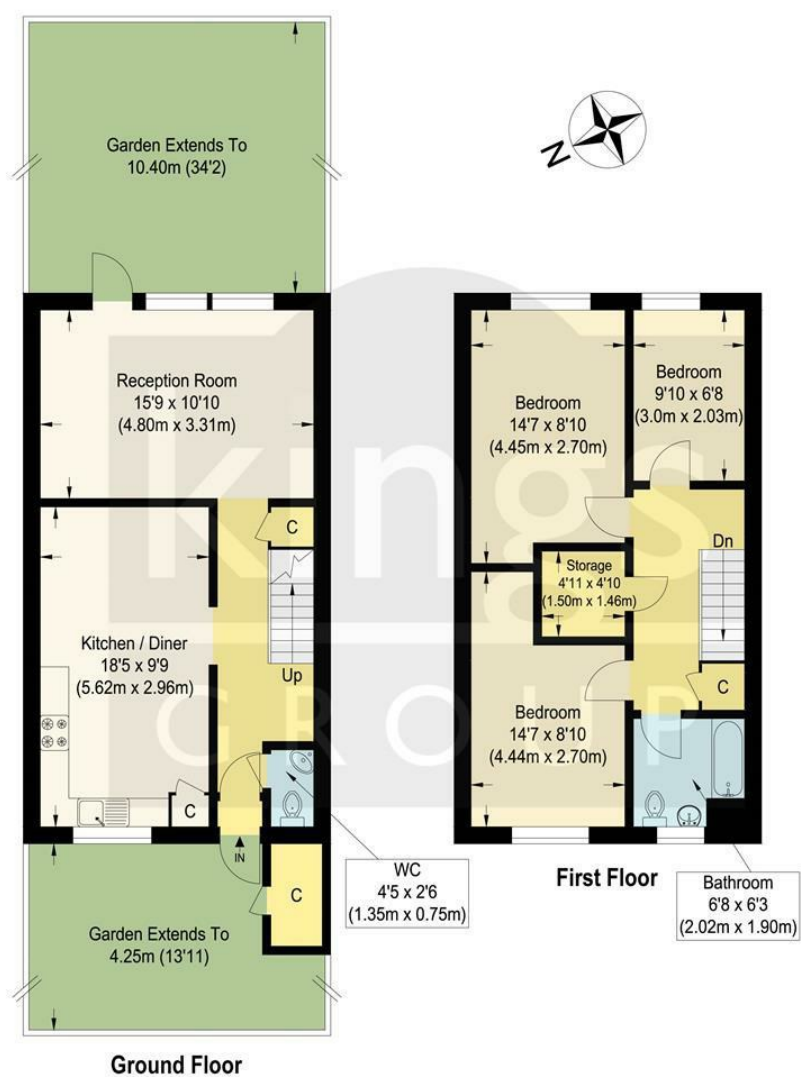 Garden Extends To
10.40m (34'2)
N
Reception Room
15'9 x 10'10
(4.80m x 3.31m)
C
Kitchen / Diner
18'5 x 9'9
(5.62m x 2.96m)
Up
C
IN
C
WC
4'5 x 2'6
(1.35m x 0.75m)
Garden Extends To
4.25m (13'11)
Ground Floor
Bedroom
14'7 x 8'10
(4.45m x 2.70m)
Bedroom
9'10 x 6'8
(3.0m x 2.03m)
Dn
Storage
4'11 x 4'10
(1.50m x 1.46m)
C
Bedroom
14'7 x 8'10
(4.44m x 2.70m)
First Floor
Bathroom
6'8 x 6'3
(2.02m x 1.90m)
kings
GROUP